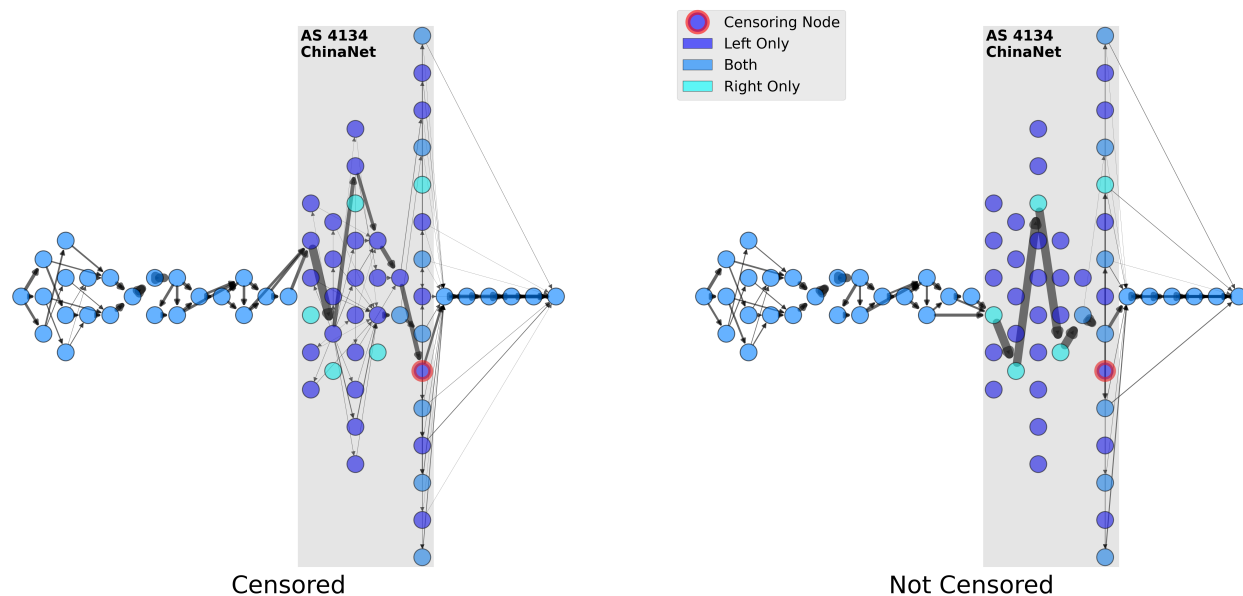 AS 4134
ChinaNet
Censoring Node
Left Only
Both
Right Only
AS 4134
ChinaNet
Censored
Not Censored